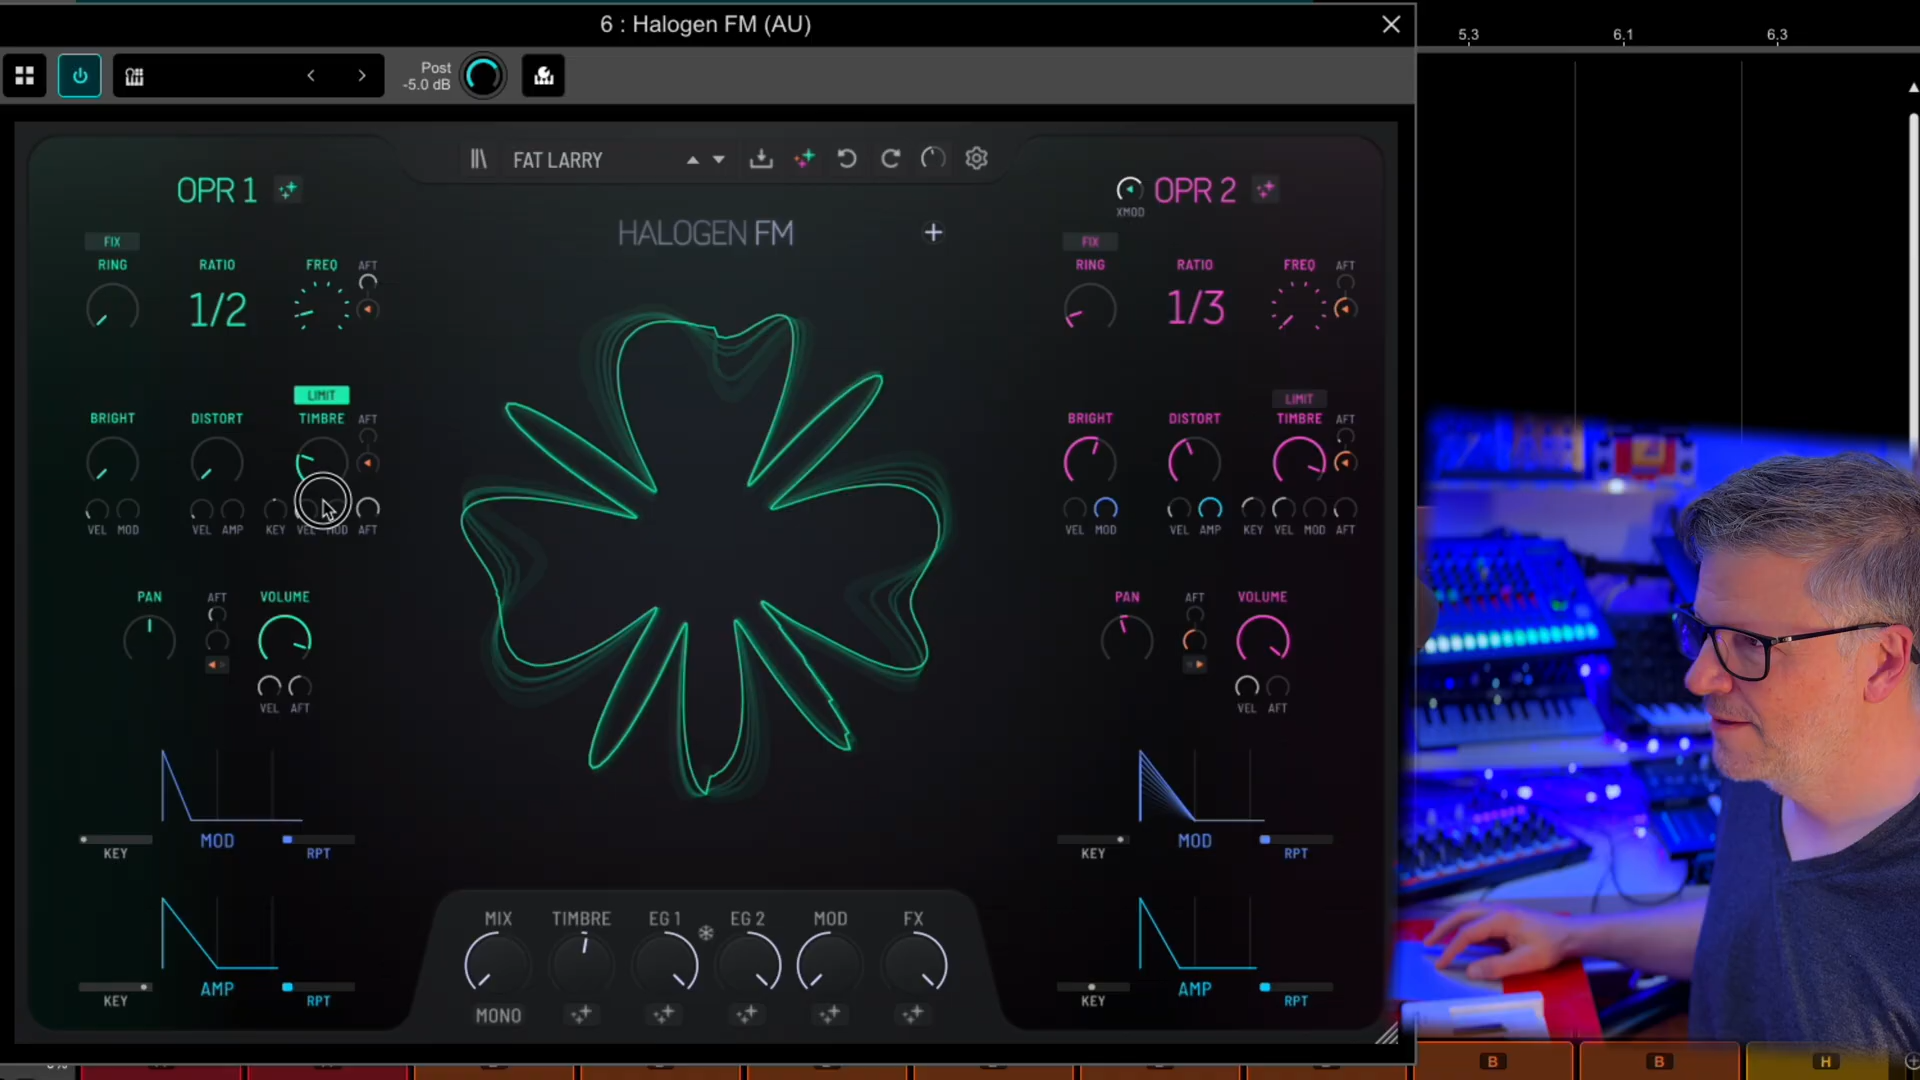 6 : Halogen FM (AU)
5.3
6.1
6.3
Post
-5.0 dB
FAT LARRY
HALOGEN FM
OPR 1
FIX
RING
RATIO
FREQ
AFT
1/2
LIMIT
BRIGHT
DISTORT
TIMBRE
AFT
VEL
MOD
VEL
AMP
KEY
VEL
MOD
AFT
PAN
AFT
VOLUME
VEL
AFT
KEY
MOD
RPT
KEY
AMP
RPT
MIX
TIMBRE
EG 1
EG 2
MOD
FX
MONO
XMOD
OPR 2
FIX
RING
RATIO
FREQ
AFT
1/3
LIMIT
BRIGHT
DISTORT
TIMBRE
AFT
VEL
MOD
VEL
AMP
KEY
VEL
MOD
AFT
PAN
AFT
VOLUME
VEL
AFT
KEY
MOD
RPT
KEY
AMP
RPT
B
B
H